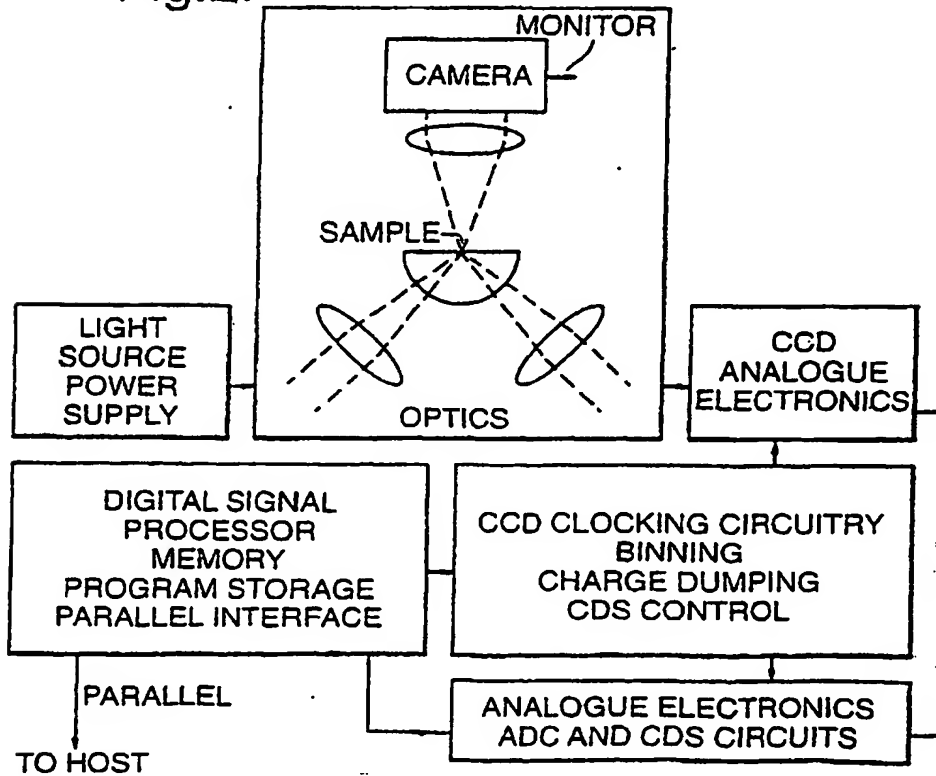 MONITOR
CAMERA
SAMPLE
LIGHT
SOURCE
POWER
SUPPLY
OPTICS
CCD
ANALOGUE
ELECTRONICS
DIGITAL SIGNAL
PROCESSOR
MEMORY
PROGRAM STORAGE
PARALLEL INTERFACE
CCD CLOCKING CIRCUITRY
BINNING
CHARGE DUMPING
CDS CONTROL
PARALLEL
ANALOGUE ELECTRONICS
ADC AND CDS CIRCUITS
TO HOST